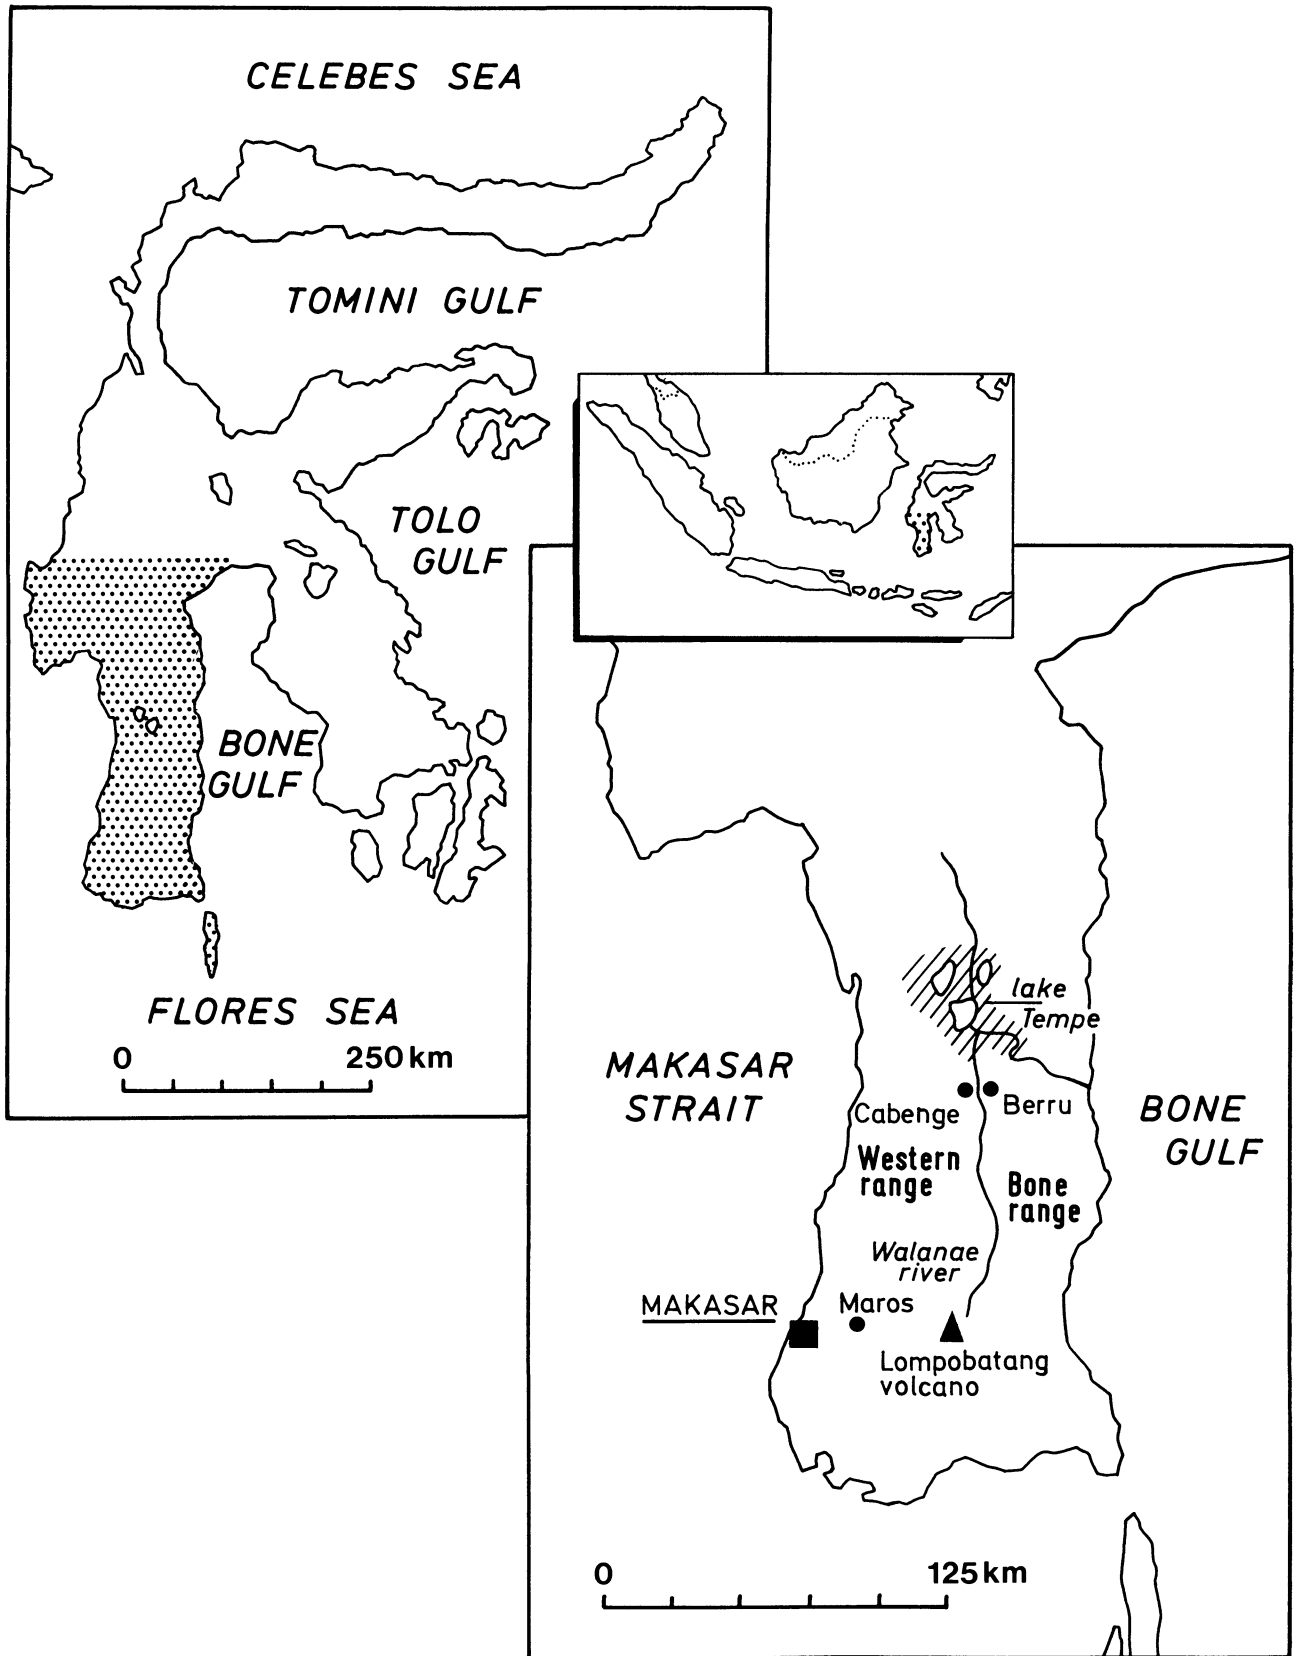 CELEBES SEA
TOMINI GULF
TOLO
GULF
BONE
GULF
FLORES SEA
0 250 km
lake
Tempe
MAKASAR
STRAIT
Cabenge
Berru
BONE
GULF
Western
range
Bone
range
Walanae
river
MAKASAR
Maros
Lompobatang
volcano
0 125 km